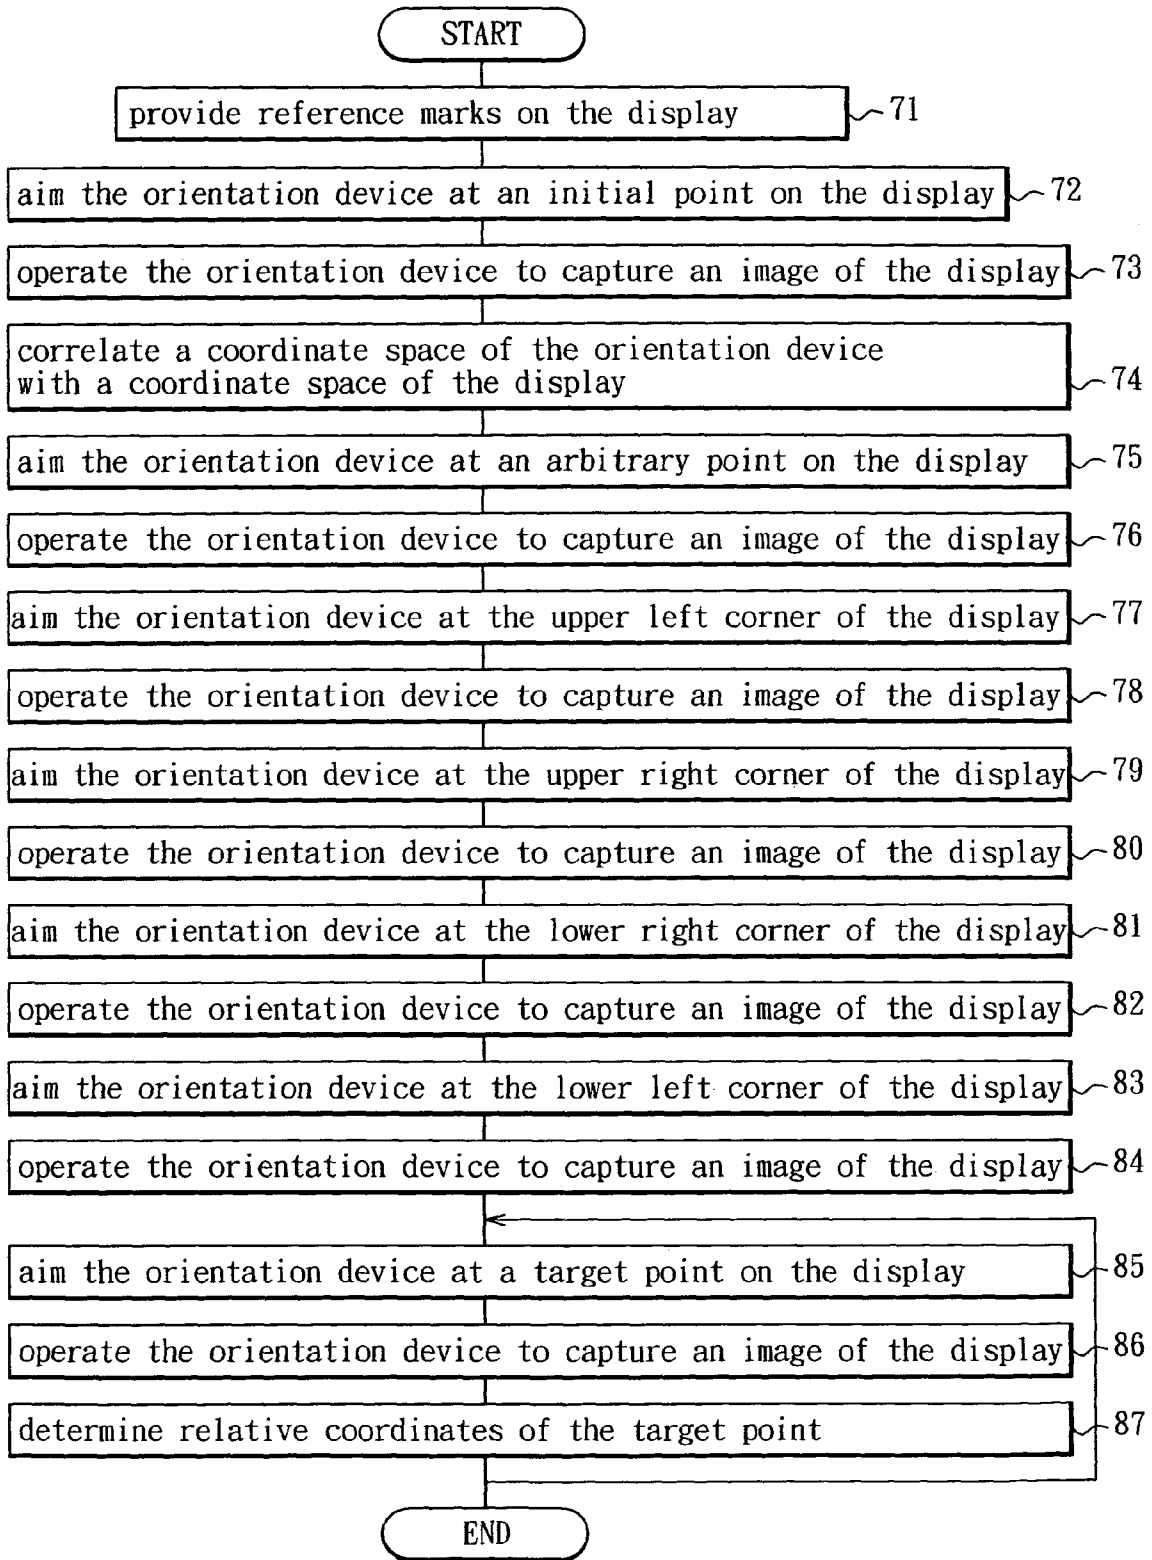 START
provide reference marks on the display 71
aim the orientation device at an initial point on the display 72
operate the orientation device to capture an image of the display 73
correlate a coordinate space of the orientation device
with a coordinate space of the display 74
aim the orientation device at an arbitrary point on the display 75
operate the orientation device to capture an image of the display 76
aim the orientation device at the upper left corner of the display 77
operate the orientation device to capture an image of the display 78
aim the orientation device at the upper right corner of the display 79
operate the orientation device to capture an image of the display 80
aim the orientation device at the lower right corner of the display 81
operate the orientation device to capture an image of the display 82
aim the orientation device at the lower left corner of the display 83
operate the orientation device to capture an image of the display 84
aim the orientation device at a target point on the display 85
operate the orientation device to capture an image of the display 86
determine relative coordinates of the target point 87
END